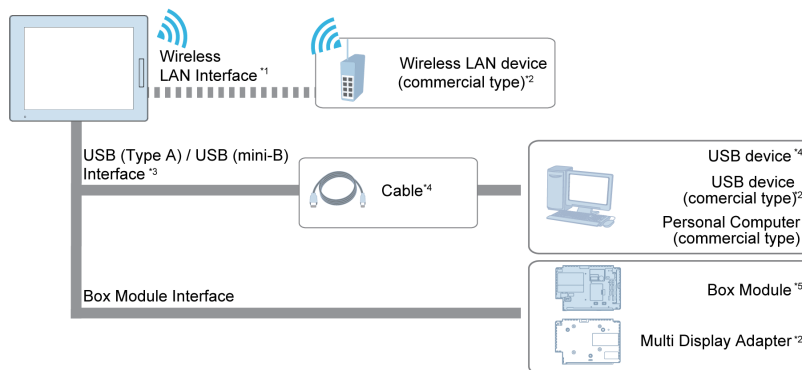 Wireless
LAN Interface *1
Wireless LAN device
(commercial type)*2
USB (Type A) / USB (mini-B)
Interface *3
Cable*4
USB device *4
USB device
(comercial type)*2
Personal Computer
(commercial type)
Box Module Interface
Box Module *5
Multi Display Adapter *2